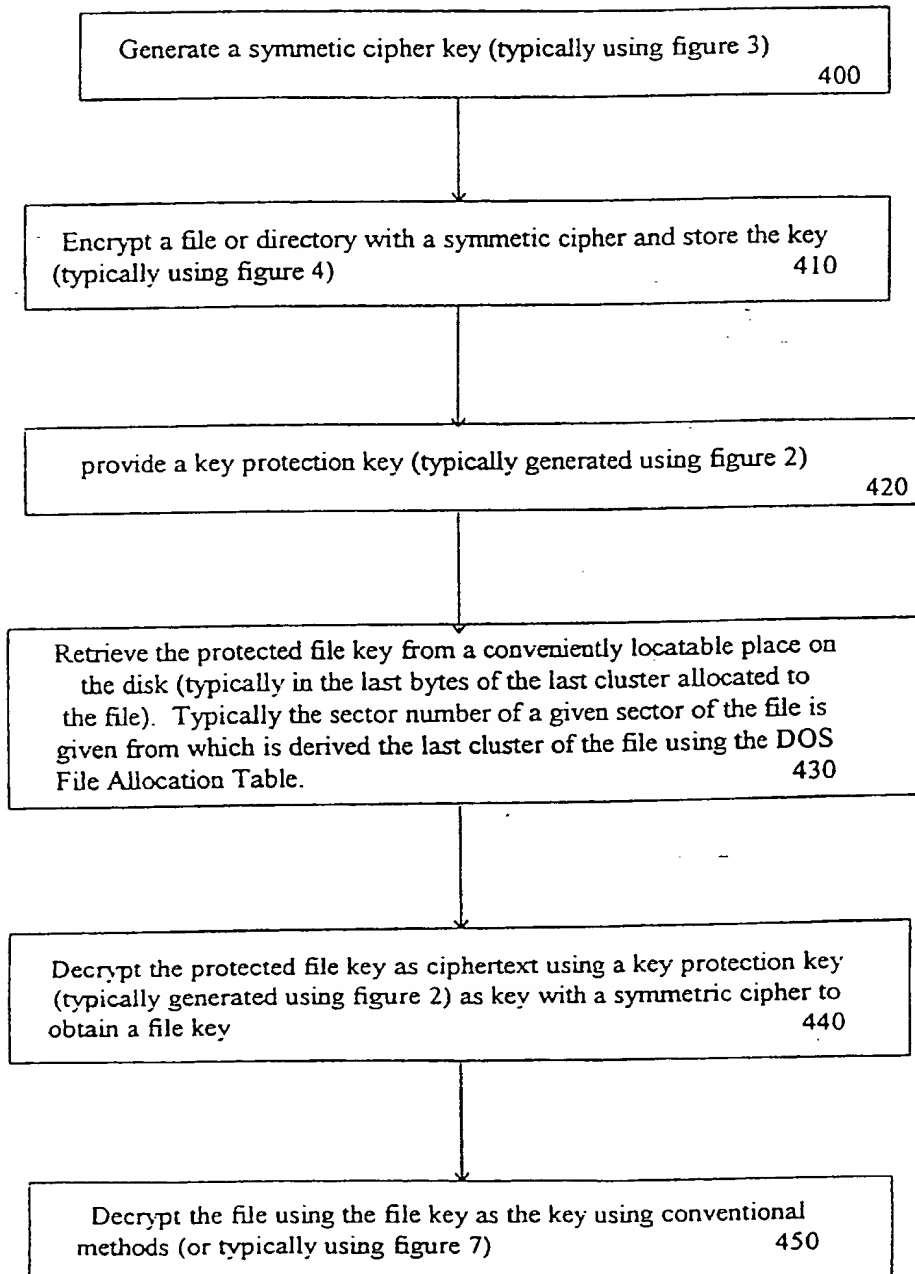 Generate a symmetic cipher key (typically using figure 3)
400
Encrypt a file or directory with a symmetic cipher and store the key
(typically using figure 4) 410
provide a key protection key (typically generated using figure 2)
420
Retrieve the protected file key from a conveniently locatable place on
the disk (typically in the last bytes of the last cluster allocated to
the file). Typically the sector number of a given sector of the file is
given from which is derived the last cluster of the file using the DOS
File Allocation Table. 430
Decrypt the protected file key as ciphertext using a key protection key
(typically generated using figure 2) as key with a symmetric cipher to
obtain a file key 440
Decrypt the file using the file key as the key using conventional
methods (or typically using figure 7) 450